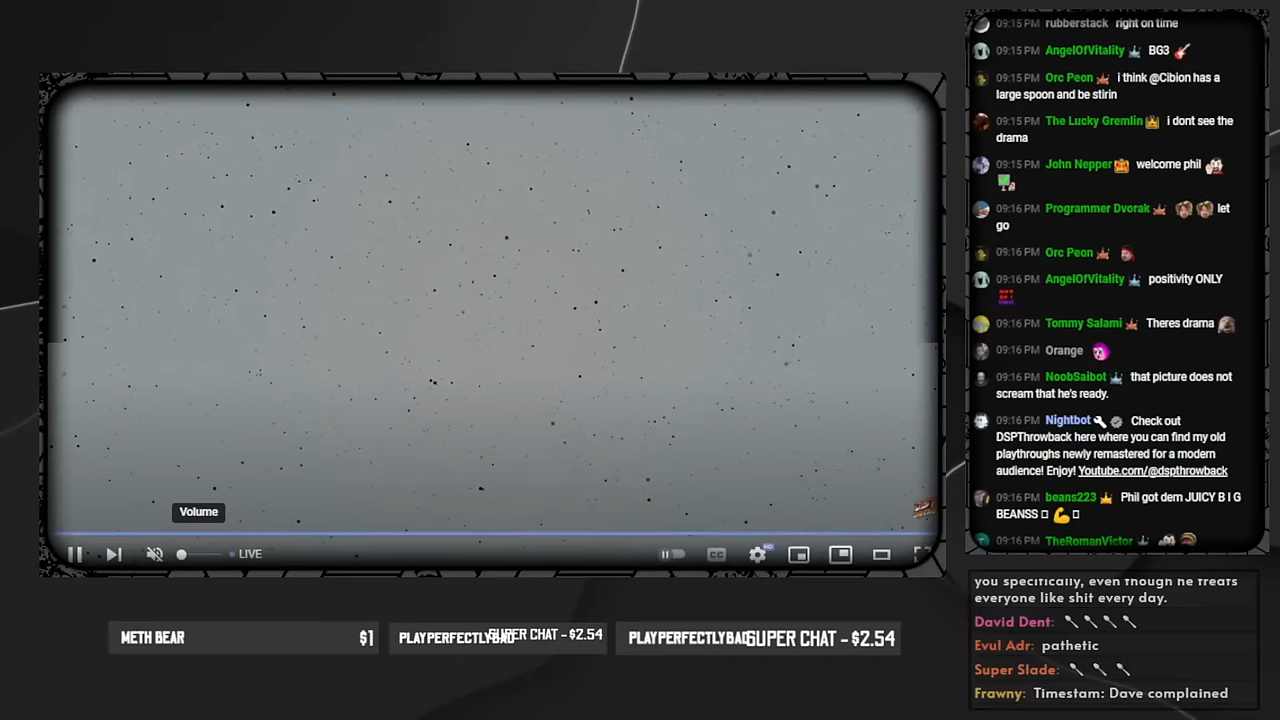 09:15 PM rubberstack right on time
09:15 PM AngelOfVitality BG3
09:15 PM Orc Peon i think @Cibion has a
large spoon and be stirin
09:15 PM The Lucky Gremlin i dont see the
drama
09:15 PM John Nepper welcome phil
09:16 PM Programmer Dvorak let
go
09:16 PM Orc Peon
09:16 PM AngelOfVitality positivity ONLY
09:16 PM Tommy Salami Theres drama
09:16 PM Orange
09:16 PM NoobSaibot that picture does not
scream that he's ready.
09:16 PM Nightbot Check out
DSPThrowback here where you can find my old
playthroughs newly remastered for a modern
audience! Enjoy! Youtube.com/@dspthrowback
09:16 PM beans223 Phil got dem JUICY B I G
BEANSS
09:16 PM TheRomanVictor
Volume
LIVE
CC
HD
METH BEAR $1
PLAYPERFECTLYBAD SUPER CHAT - $2.54
PLAYPERFECTLYBAD SUPER CHAT - $2.54
you specifically, even though he treats
everyone like shit every day.
David Dent:
Evul Adr: pathetic
Super Slade:
Frawny: Timestam: Dave complained